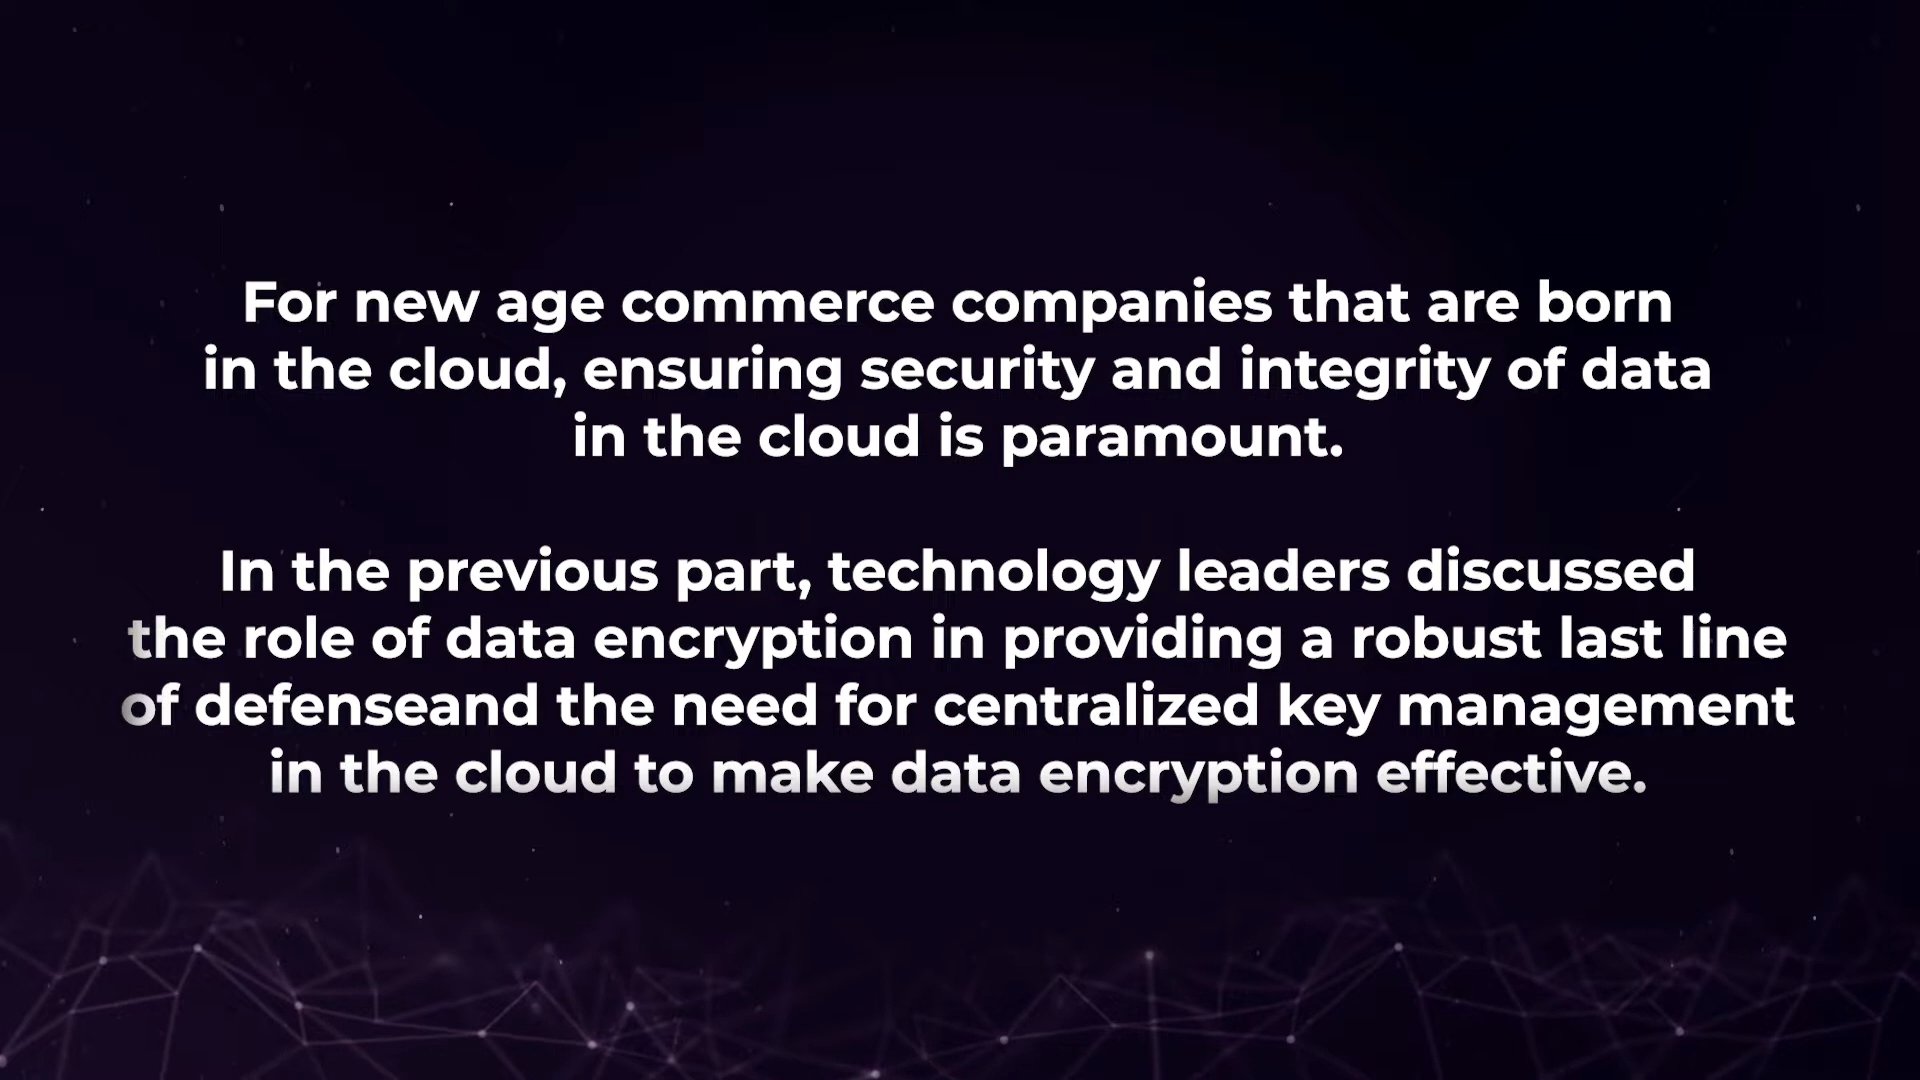 For new age commerce companies that are born
in the cloud, ensuring security and integrity of data
in the cloud is paramount.
In the previous part, technology leaders discussed
the role of data encryption in providing a robust last line
of defenseand the need for centralized key management
in the cloud to make data encryption effective.